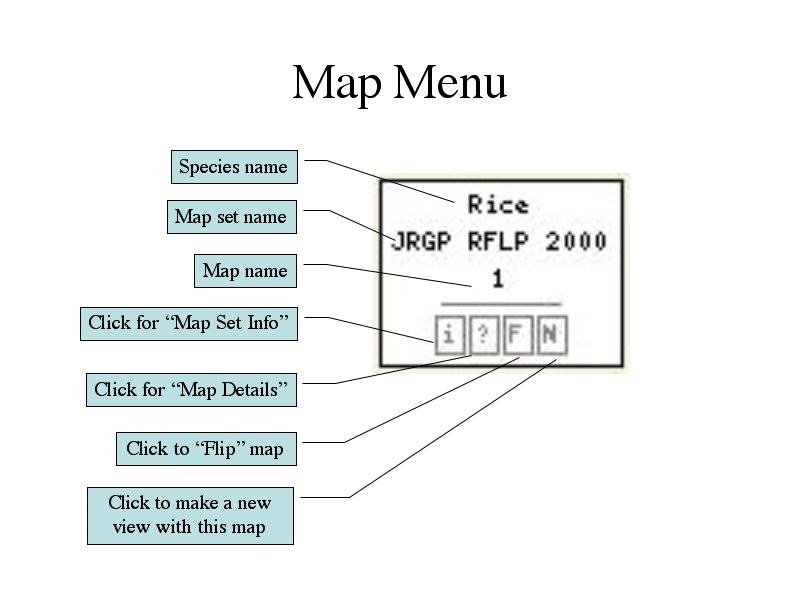 Map Menu
Species name
Map set name
Map name
Click for “Map Set Info”
Click for “Map Details”
Click to “Flip” map
Click to make a new
view with this map
Rice
JRGP RFLP 2000
1
i ? F N